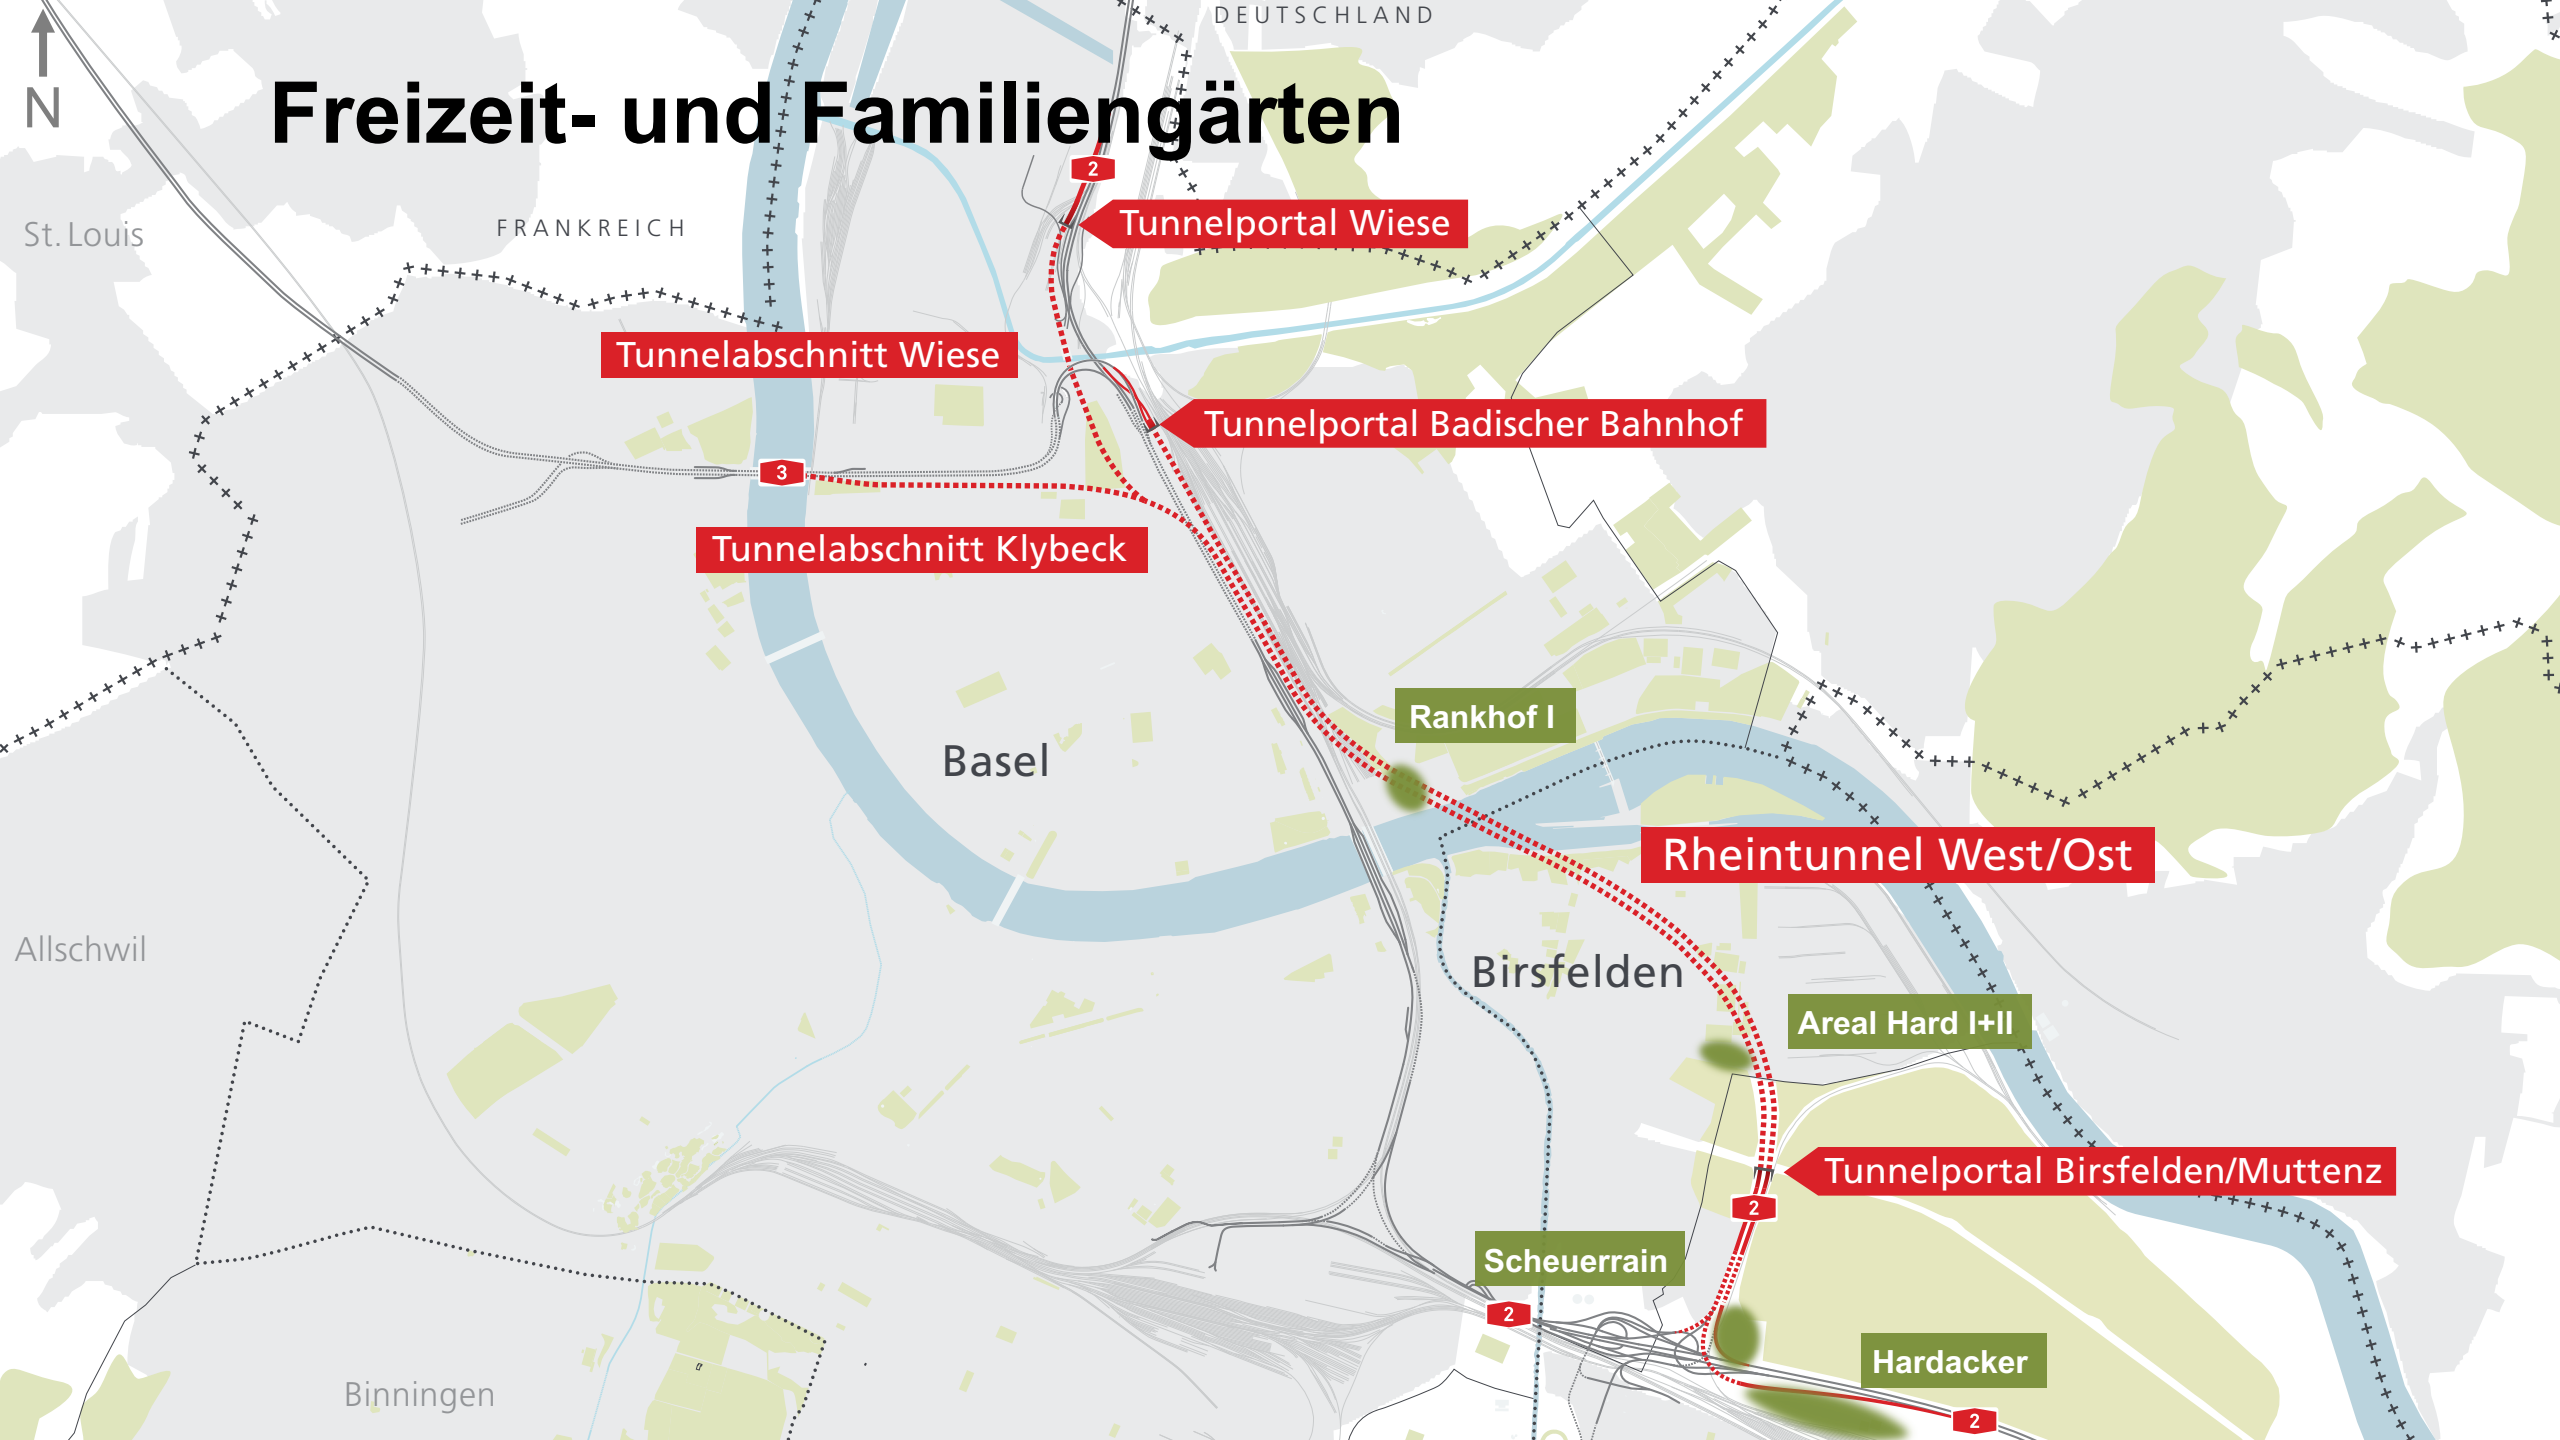 DEUTSCHLAND
N
Freizeit- und Familiengärten
2
St. Louis
FRANKREICH
Tunnelportal Wiese
Tunnelabschnitt Wiese
Tunnelportal Badischer Bahnhof
3
Tunnelabschnitt Klybeck
Rankhof I
Basel
Rheintunnel West/Ost
Allschwil
Birsfelden
Areal Hard I+II
Tunnelportal Birsfelden/Muttenz
2
Scheuerrain
2
Hardacker
Binningen
2